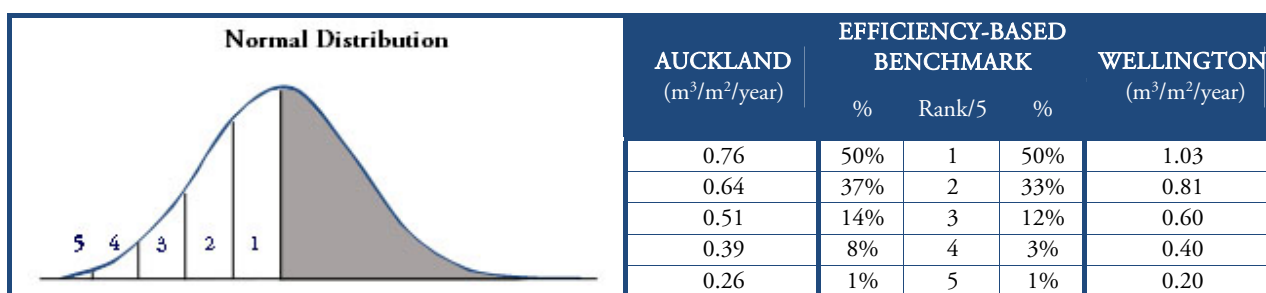 Normal Distribution
5 4 3 2 1
EFFICIENCY-BASED
AUCKLAND BENCHMARK WELLINGTON
(m³/m²/year) (m³/m²/year)
% Rank/5 %
0.76 50% 1 50% 1.03
0.64 37% 2 33% 0.81
0.51 14% 3 12% 0.60
0.39 8% 4 3% 0.40
0.26 1% 5 1% 0.20